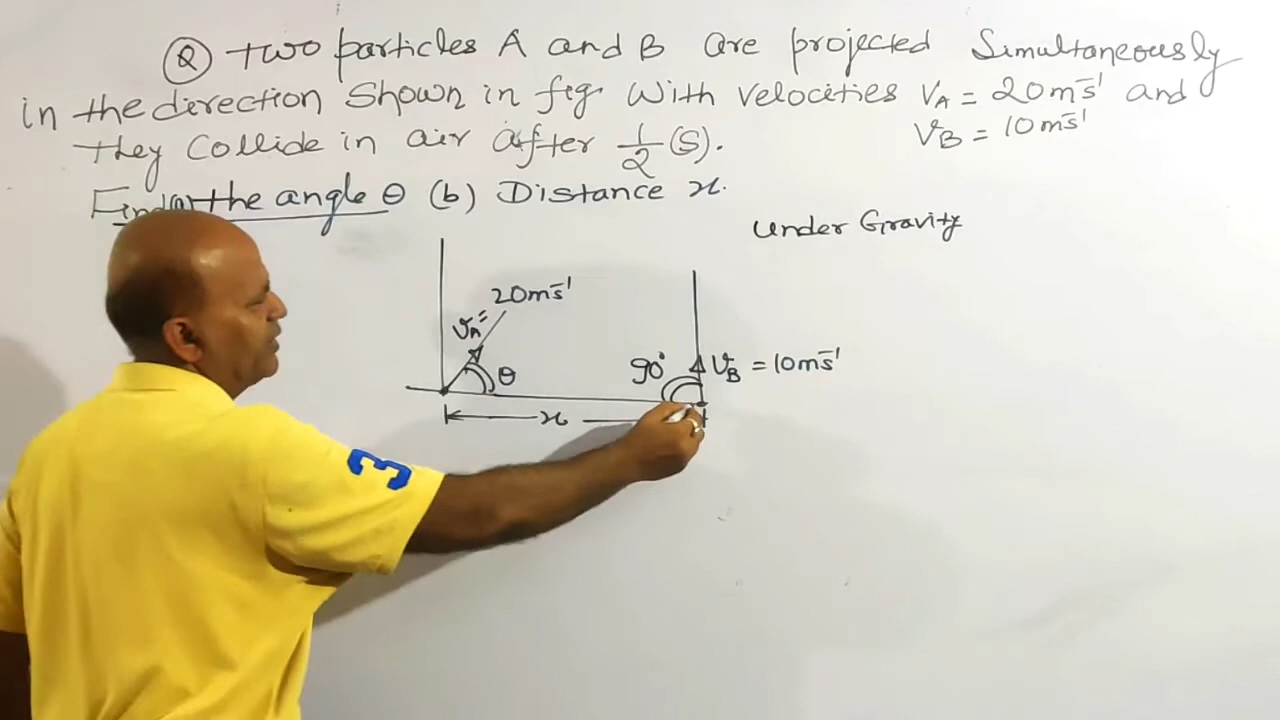 Q Two particles A and B are projected Simultaneously
in the direction Shown in fig. With velocities VA = 20ms⁻¹ and
VB = 10ms⁻¹
they Collide in air after 1/2 (s).
Find (a) the angle θ (b) Distance x.
Under Gravity
VA = 20ms⁻¹
θ
90° VB = 10ms⁻¹
x
3